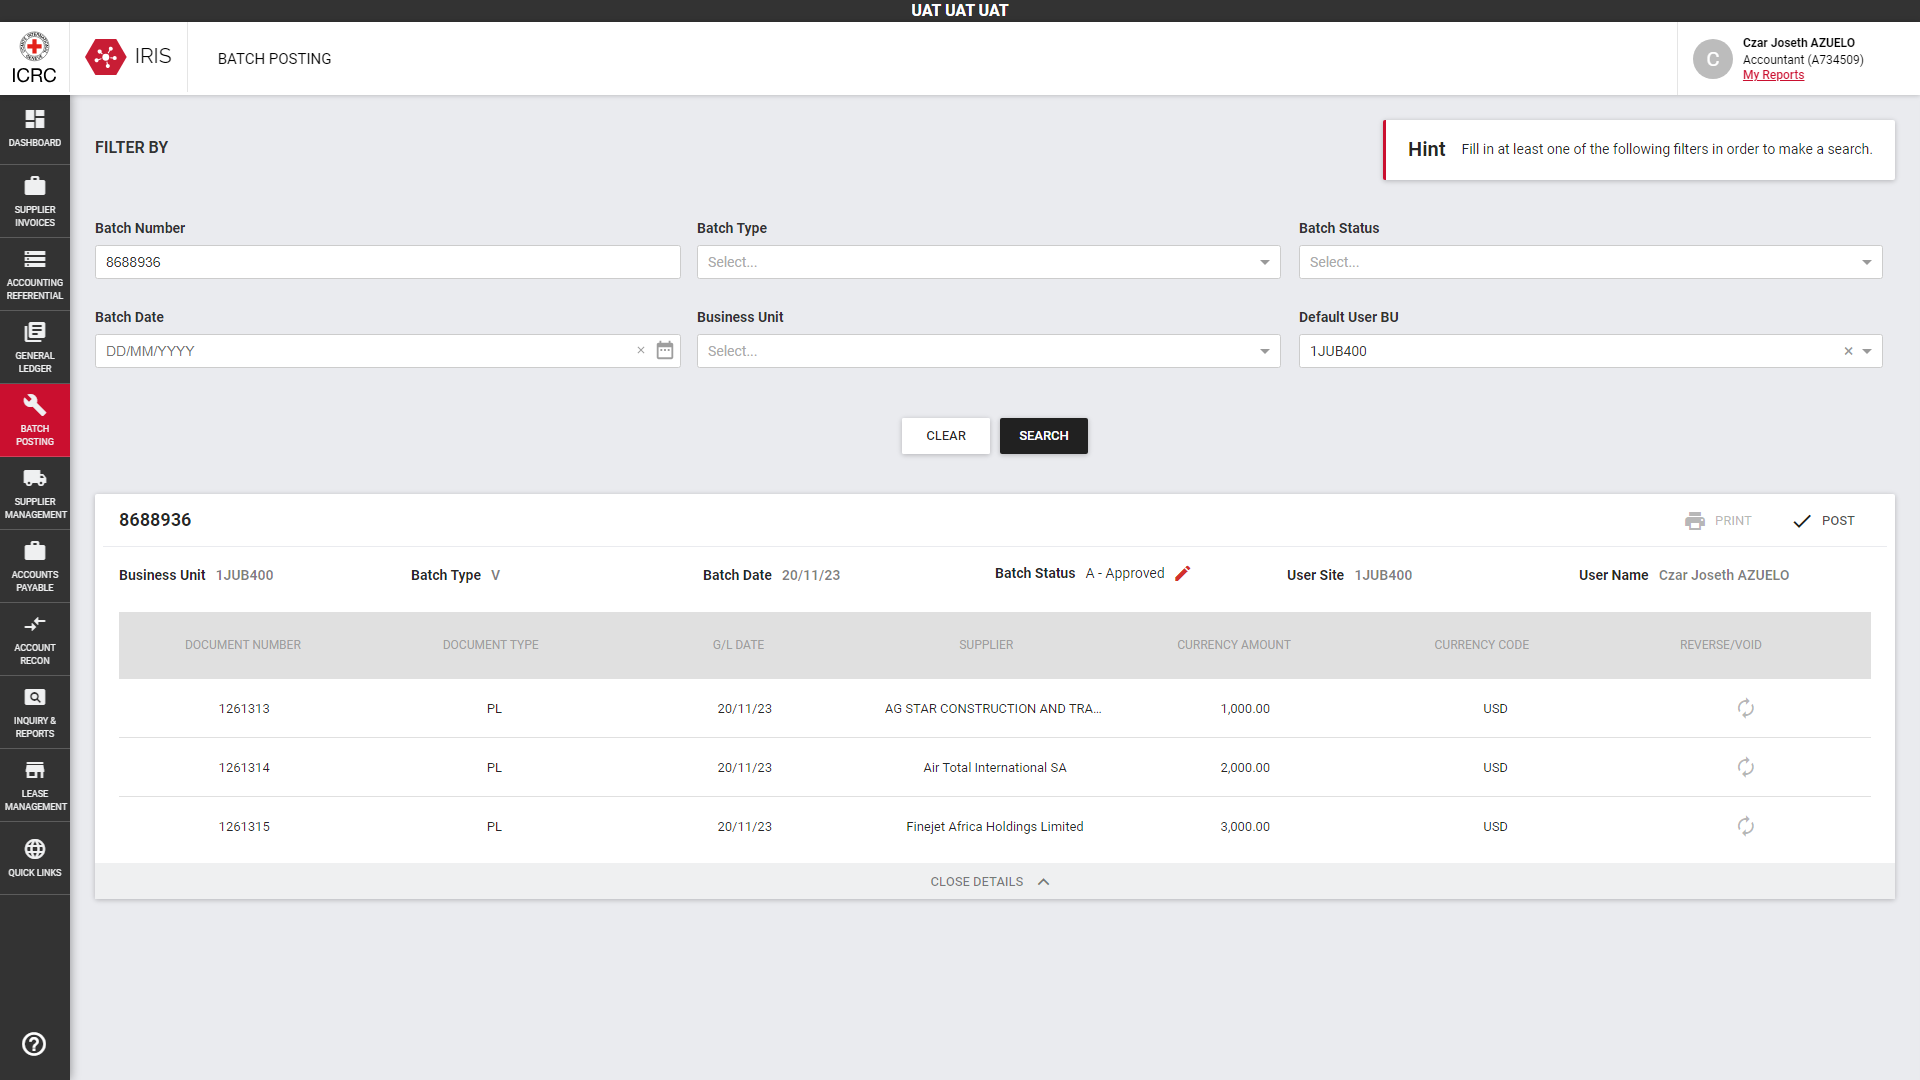 UAT UAT UAT
ICRC
IRIS
BATCH POSTING
C
Czar Joseth AZUELO
Accountant (A734509)
My Reports
DASHBOARD
SUPPLIER
INVOICES
ACCOUNTING
REFERENTIAL
GENERAL
LEDGER
BATCH
POSTING
SUPPLIER
MANAGEMENT
ACCOUNTS
PAYABLE
ACCOUNT
RECON
INQUIRY &
REPORTS
LEASE
MANAGEMENT
QUICK LINKS
FILTER BY
Hint Fill in at least one of the following filters in order to make a search.
Batch Number Batch Type Batch Status
8688936 Select... Select...
Batch Date Business Unit Default User BU
DD/MM/YYYY Select... 1JUB400
CLEAR SEARCH
8688936 PRINT POST
Business Unit 1JUB400 Batch Type V Batch Date 20/11/23 Batch Status A - Approved User Site 1JUB400 User Name Czar Joseth AZUELO
DOCUMENT NUMBER DOCUMENT TYPE G/L DATE SUPPLIER CURRENCY AMOUNT CURRENCY CODE REVERSE/VOID
1261313 PL 20/11/23 AG STAR CONSTRUCTION AND TRA... 1,000.00 USD
1261314 PL 20/11/23 Air Total International SA 2,000.00 USD
1261315 PL 20/11/23 Finejet Africa Holdings Limited 3,000.00 USD
CLOSE DETAILS